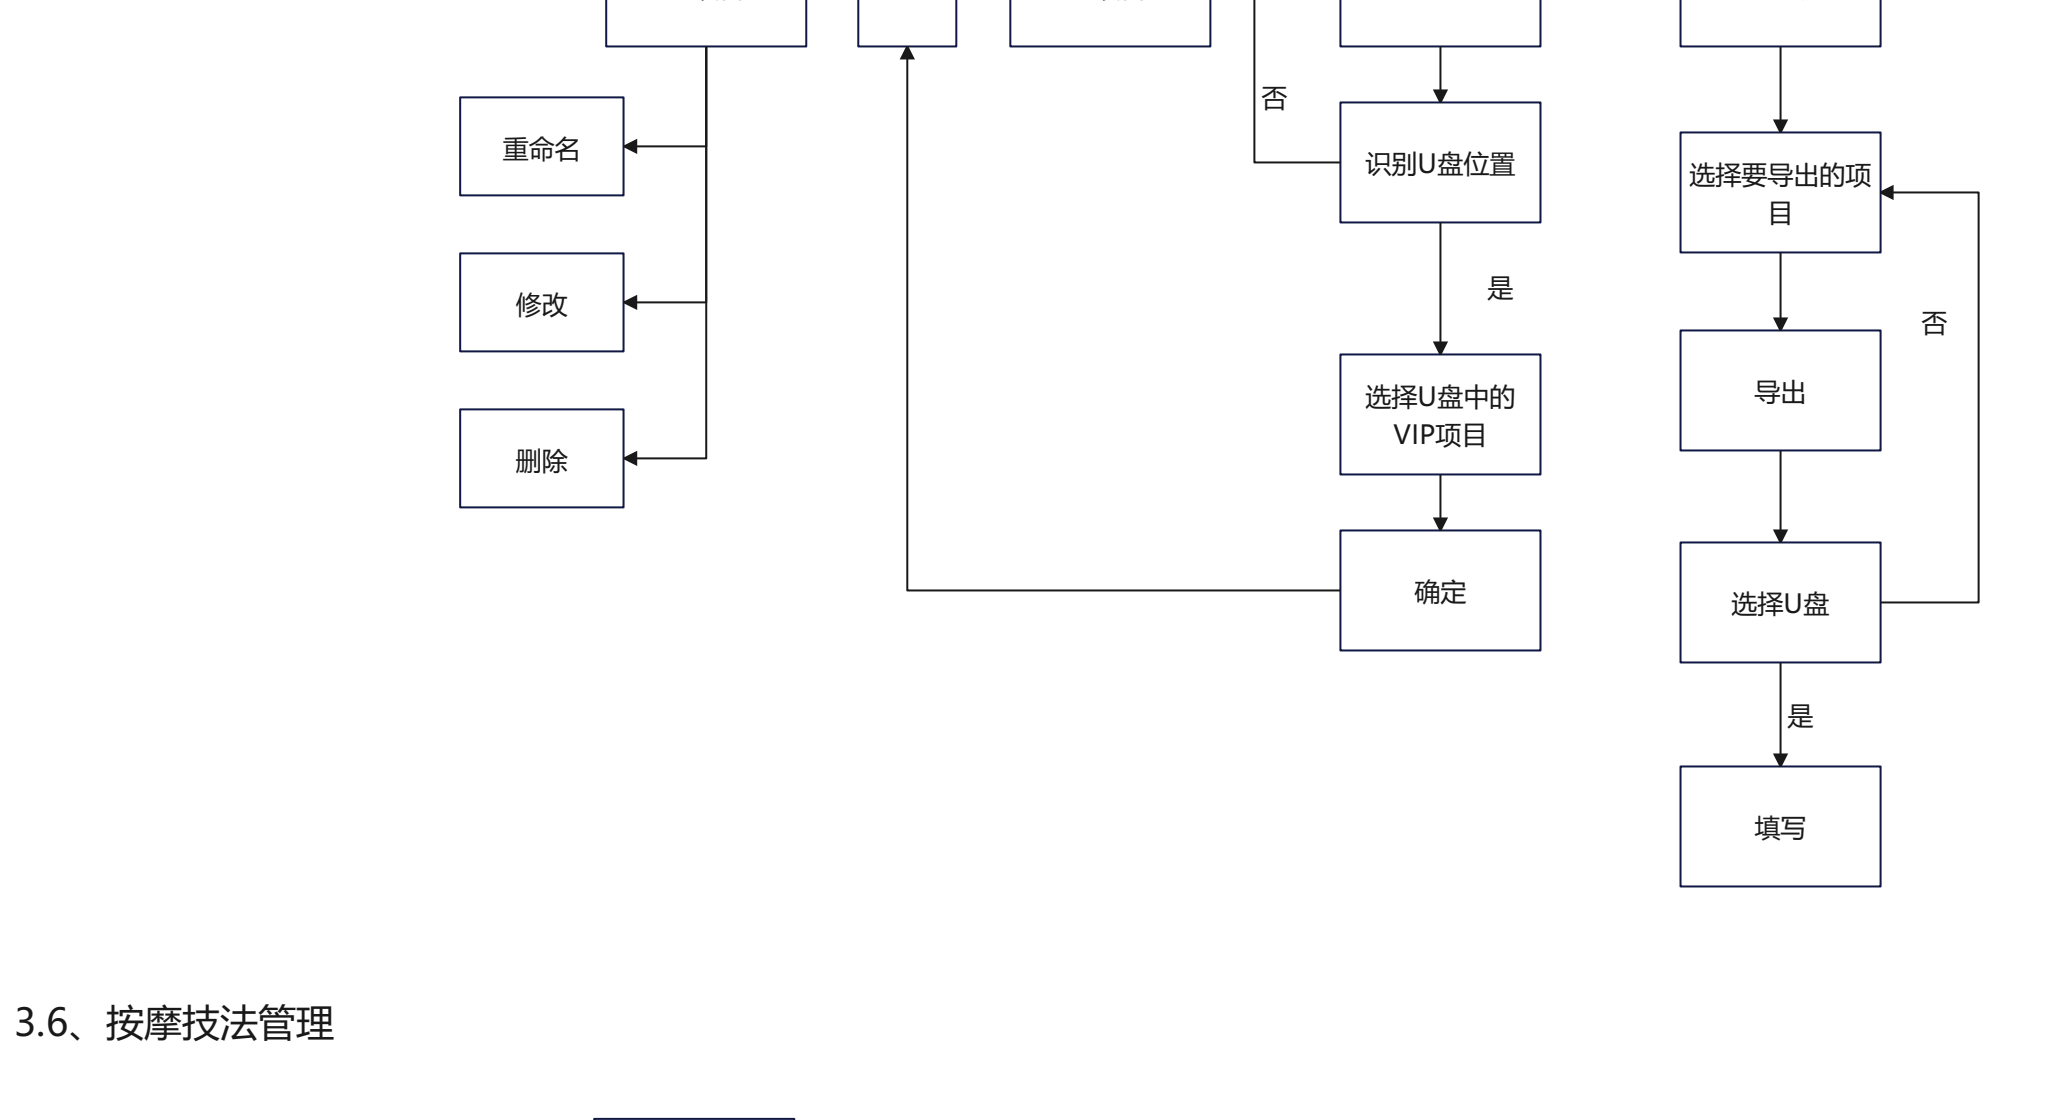 否
重命名
识别U盘位置
选择要导出的项
目
修改
是
否
选择U盘中的
VIP项目
导出
删除
确定
选择U盘
是
填写
3.6、按摩技法管理